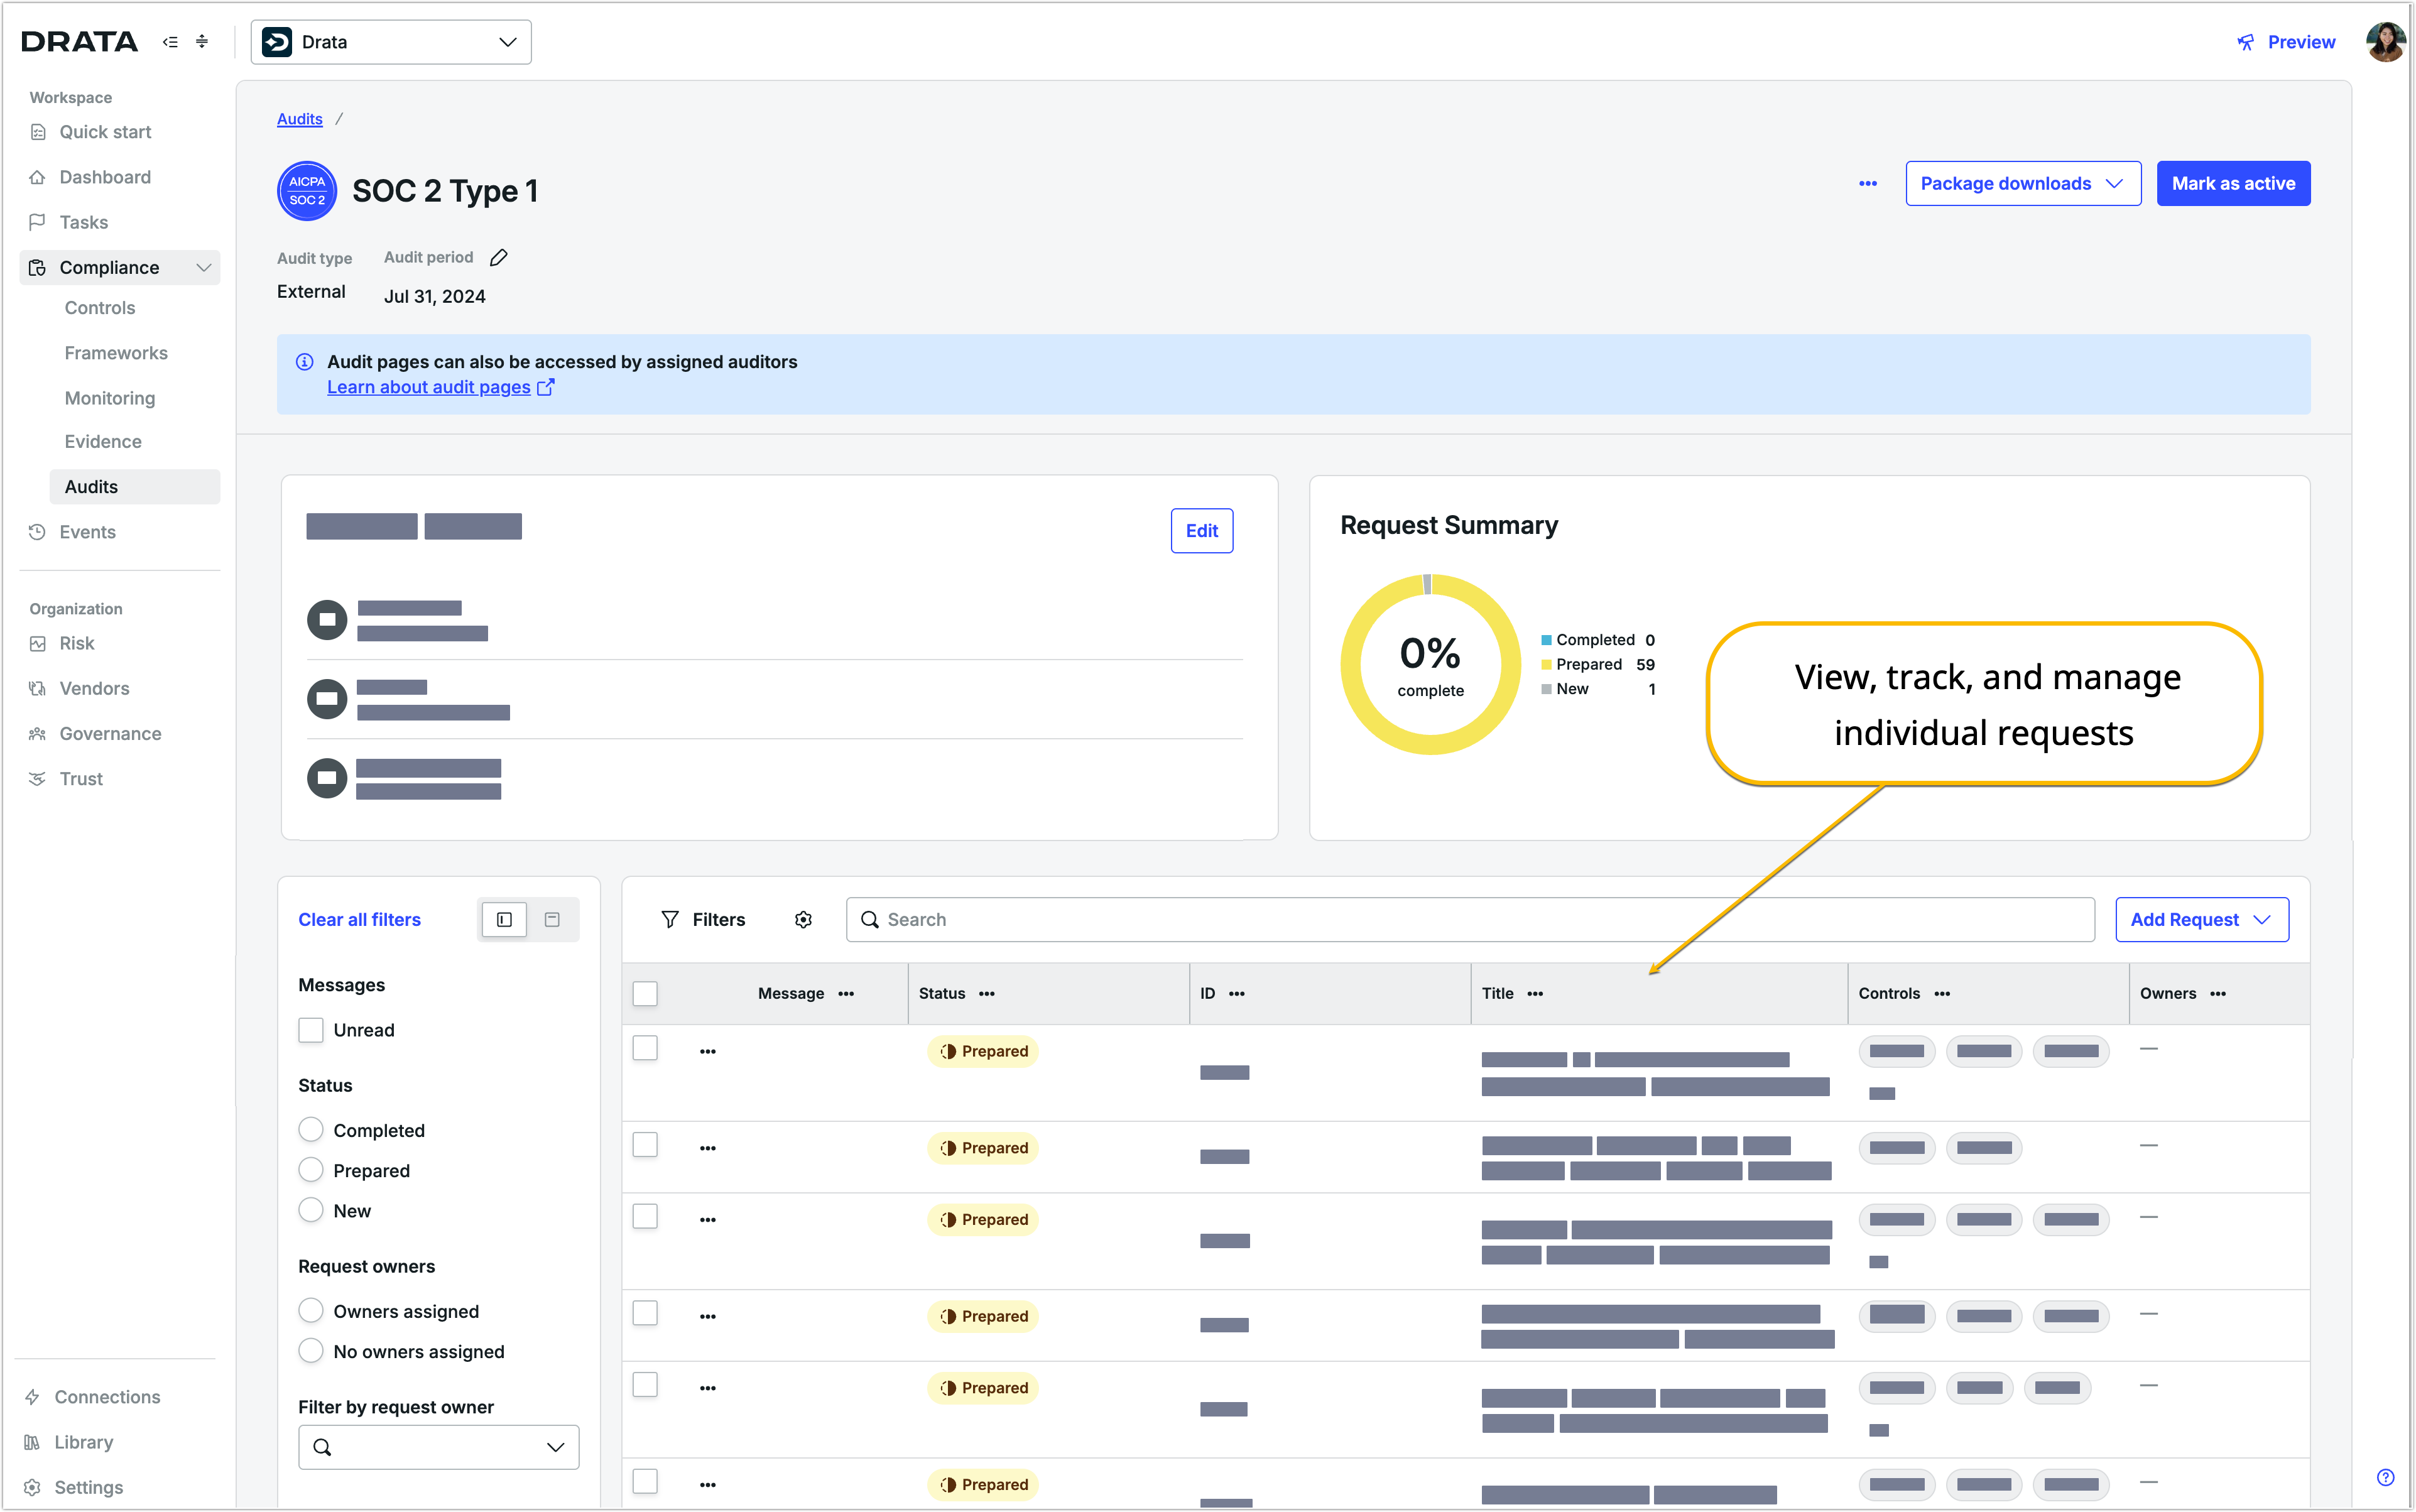 DRATA
Drata
Preview
Workspace
Quick start
Dashboard
Tasks
Compliance
Controls
Frameworks
Monitoring
Evidence
Audits
Events
Organization
Risk
Vendors
Governance
Trust
Connections
Library
Settings
Audits /
AICPA
SOC 2
SOC 2 Type 1
Package downloads
Mark as active
Audit type
Audit period
External
Jul 31, 2024
Audit pages can also be accessed by assigned auditors
Learn about audit pages
Edit
Request Summary
0%
complete
Completed 0
Prepared 59
New 1
View, track, and manage
individual requests
Clear all filters
Messages
Unread
Status
Completed
Prepared
New
Request owners
Owners assigned
No owners assigned
Filter by request owner
Filters
Search
Add Request
Message
Status
ID
Title
Controls
Owners
Prepared
—
Prepared
—
Prepared
—
Prepared
—
Prepared
—
Prepared
—